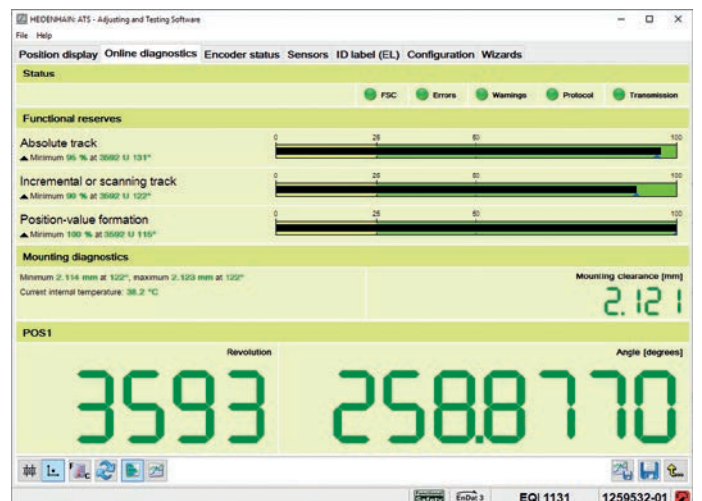 HEIDENHAIN: ATS - Adjusting and Testing Software
File Help
Position display Online diagnostics Encoder status Sensors ID label (EL) Configuration Wizards
Status
FSC Errors Warnings Protocol Transmission
Functional reserves
Absolute track
0 25 50 100
Minimum 95 % at 3592 U 131°
Incremental or scanning track
0 25 50 100
Minimum 90 % at 3592 U 122°
Position-value formation
0 25 50 100
Minimum 100 % at 3592 U 115°
Mounting diagnostics
Minimum 2.114 mm at 122°, maximum 2.123 mm at 122°
Current internal temperature: 38.2 °C
Mounting clearance [mm]
2.121
POS1
Revolution
Angle [degrees]
3593
258.8770
EnDat 3 EQI 1131 1259532-01